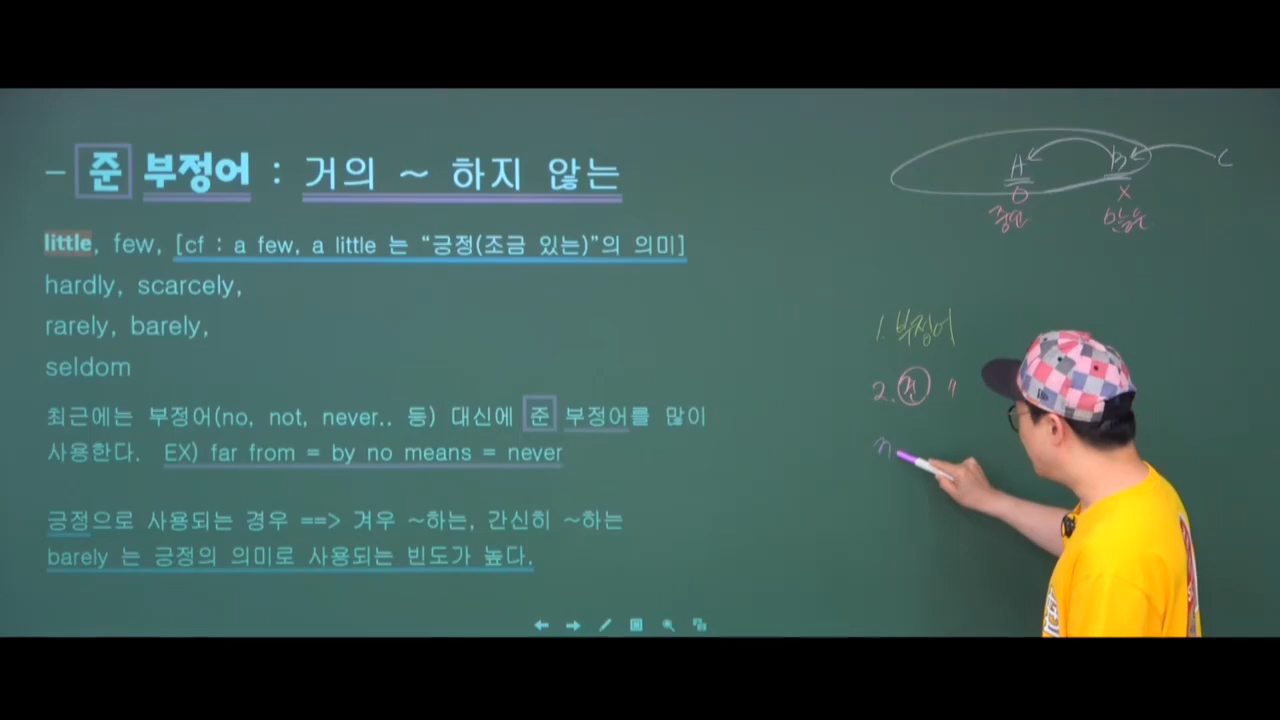 – 준 부정어 : 거의 ~ 하지 않는
little, few, [cf : a few, a little 는 “긍정(조금 있는)”의 의미]
hardly, scarcely,
rarely, barely,
seldom
최근에는 부정어(no, not, never.. 등) 대신에 준 부정어를 많이
사용한다. EX) far from = by no means = never
긍정으로 사용되는 경우 ==> 겨우 ~하는, 간신히 ~하는
barely 는 긍정의 의미로 사용되는 빈도가 높다.
A B C
O X
1. 부정어
2. 준 〃
n